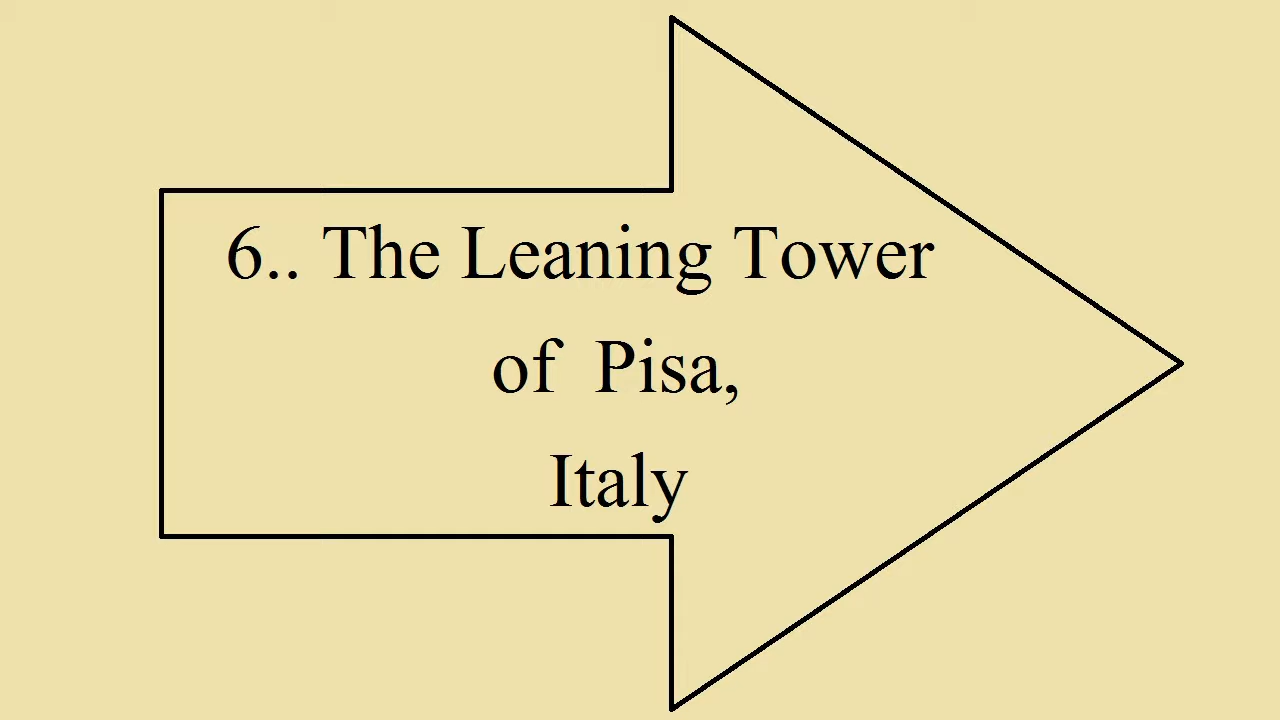 6.. The Leaning Tower
of  Pisa,
Italy